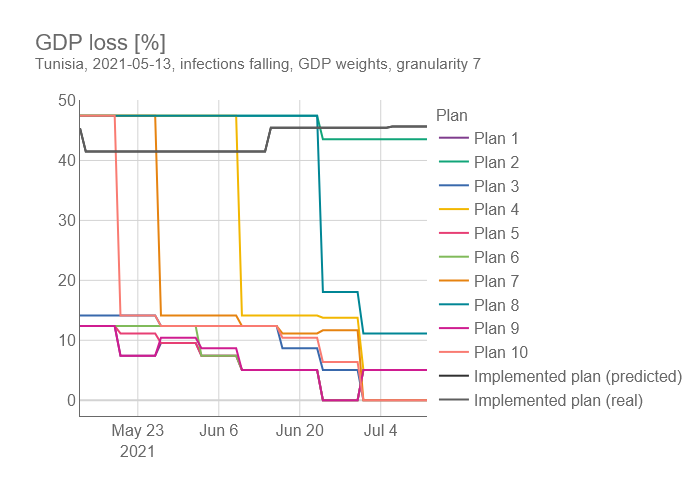 GDP loss [%]
Tunisia, 2021-05-13, infections falling, GDP weights, granularity 7
50
40
30
20
10
0
May 23
2021
Jun 6
Jun 20
Jul 4
Plan
Plan 1
Plan 2
Plan 3
Plan 4
Plan 5
Plan 6
Plan 7
Plan 8
Plan 9
Plan 10
Implemented plan (predicted)
Implemented plan (real)